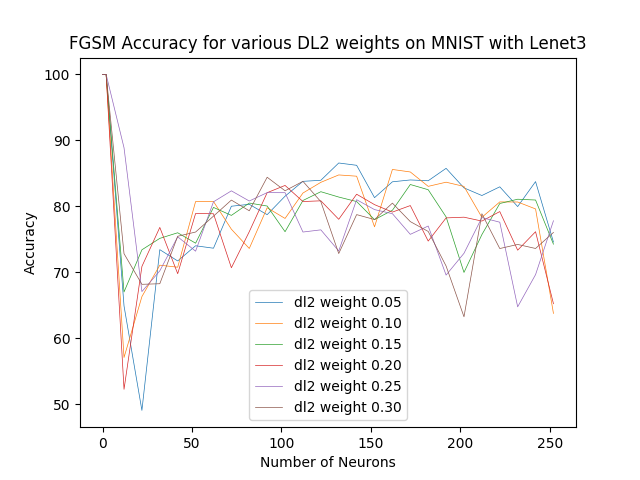 FGSM Accuracy for various DL2 weights on MNIST with Lenet3
100
90
80
70
60
50
Accuracy
dl2 weight 0.05
dl2 weight 0.10
dl2 weight 0.15
dl2 weight 0.20
dl2 weight 0.25
dl2 weight 0.30
0 50 100 150 200 250
Number of Neurons